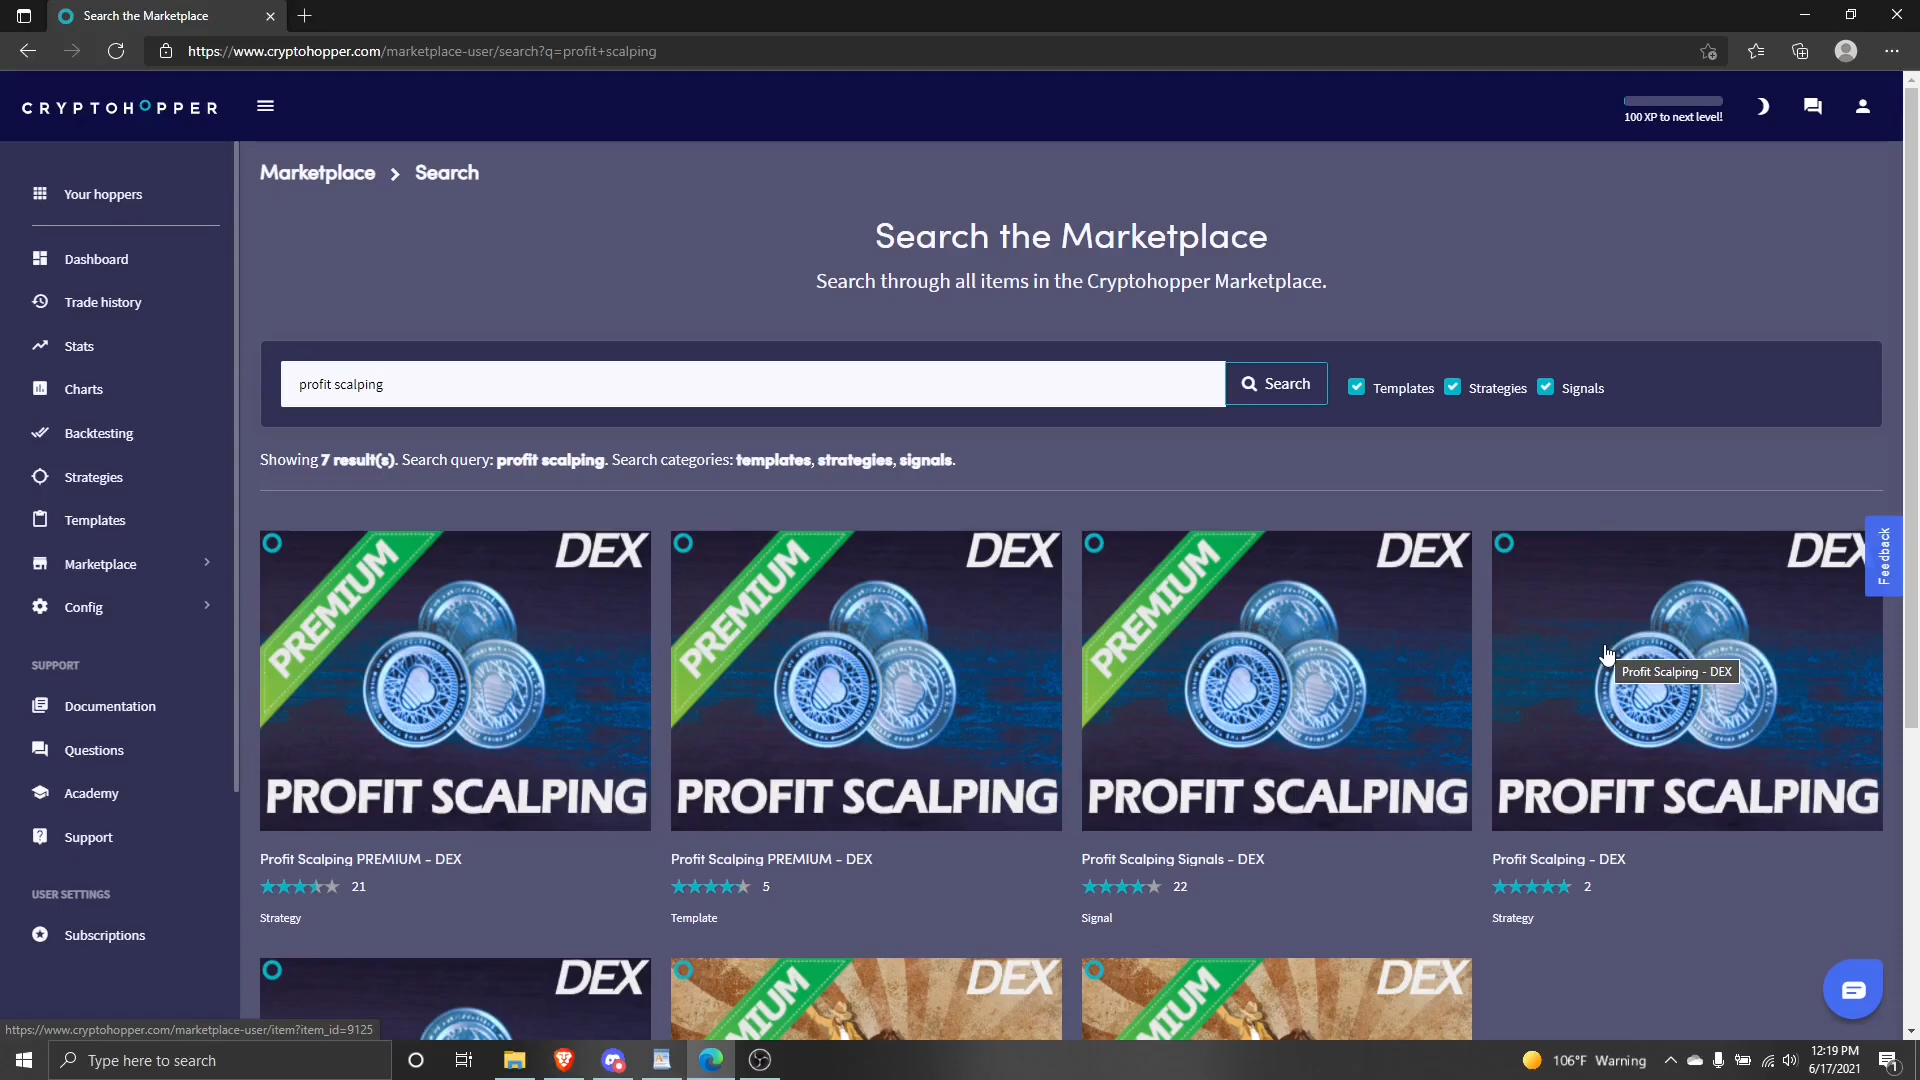 Search the Marketplace
https://www.cryptohopper.com/marketplace-user/search?q=profit+scalping
CRYPTOHOPPER
100 XP to next level!
Your hoppers
Dashboard
Trade history
Stats
Charts
Backtesting
Strategies
Templates
Marketplace
Config
SUPPORT
Documentation
Questions
Academy
Support
USER SETTINGS
Subscriptions
Marketplace > Search
Search the Marketplace
Search through all items in the Cryptohopper Marketplace.
profit scalping
Search
Templates Strategies Signals
Showing 7 result(s). Search query: profit scalping. Search categories: templates, strategies, signals.
PREMIUM DEX
PROFIT SCALPING
Profit Scalping PREMIUM - DEX
21
Strategy
PREMIUM DEX
PROFIT SCALPING
Profit Scalping PREMIUM - DEX
5
Template
PREMIUM DEX
PROFIT SCALPING
Profit Scalping Signals - DEX
22
Signal
DEX
PROFIT SCALPING
Profit Scalping - DEX
Profit Scalping - DEX
2
Strategy
Feedback
DEX
MIUM DEX
MIUM DEX
https://www.cryptohopper.com/marketplace-user/item?item_id=9125
Type here to search
106°F Warning
12:19 PM
6/17/2021
1